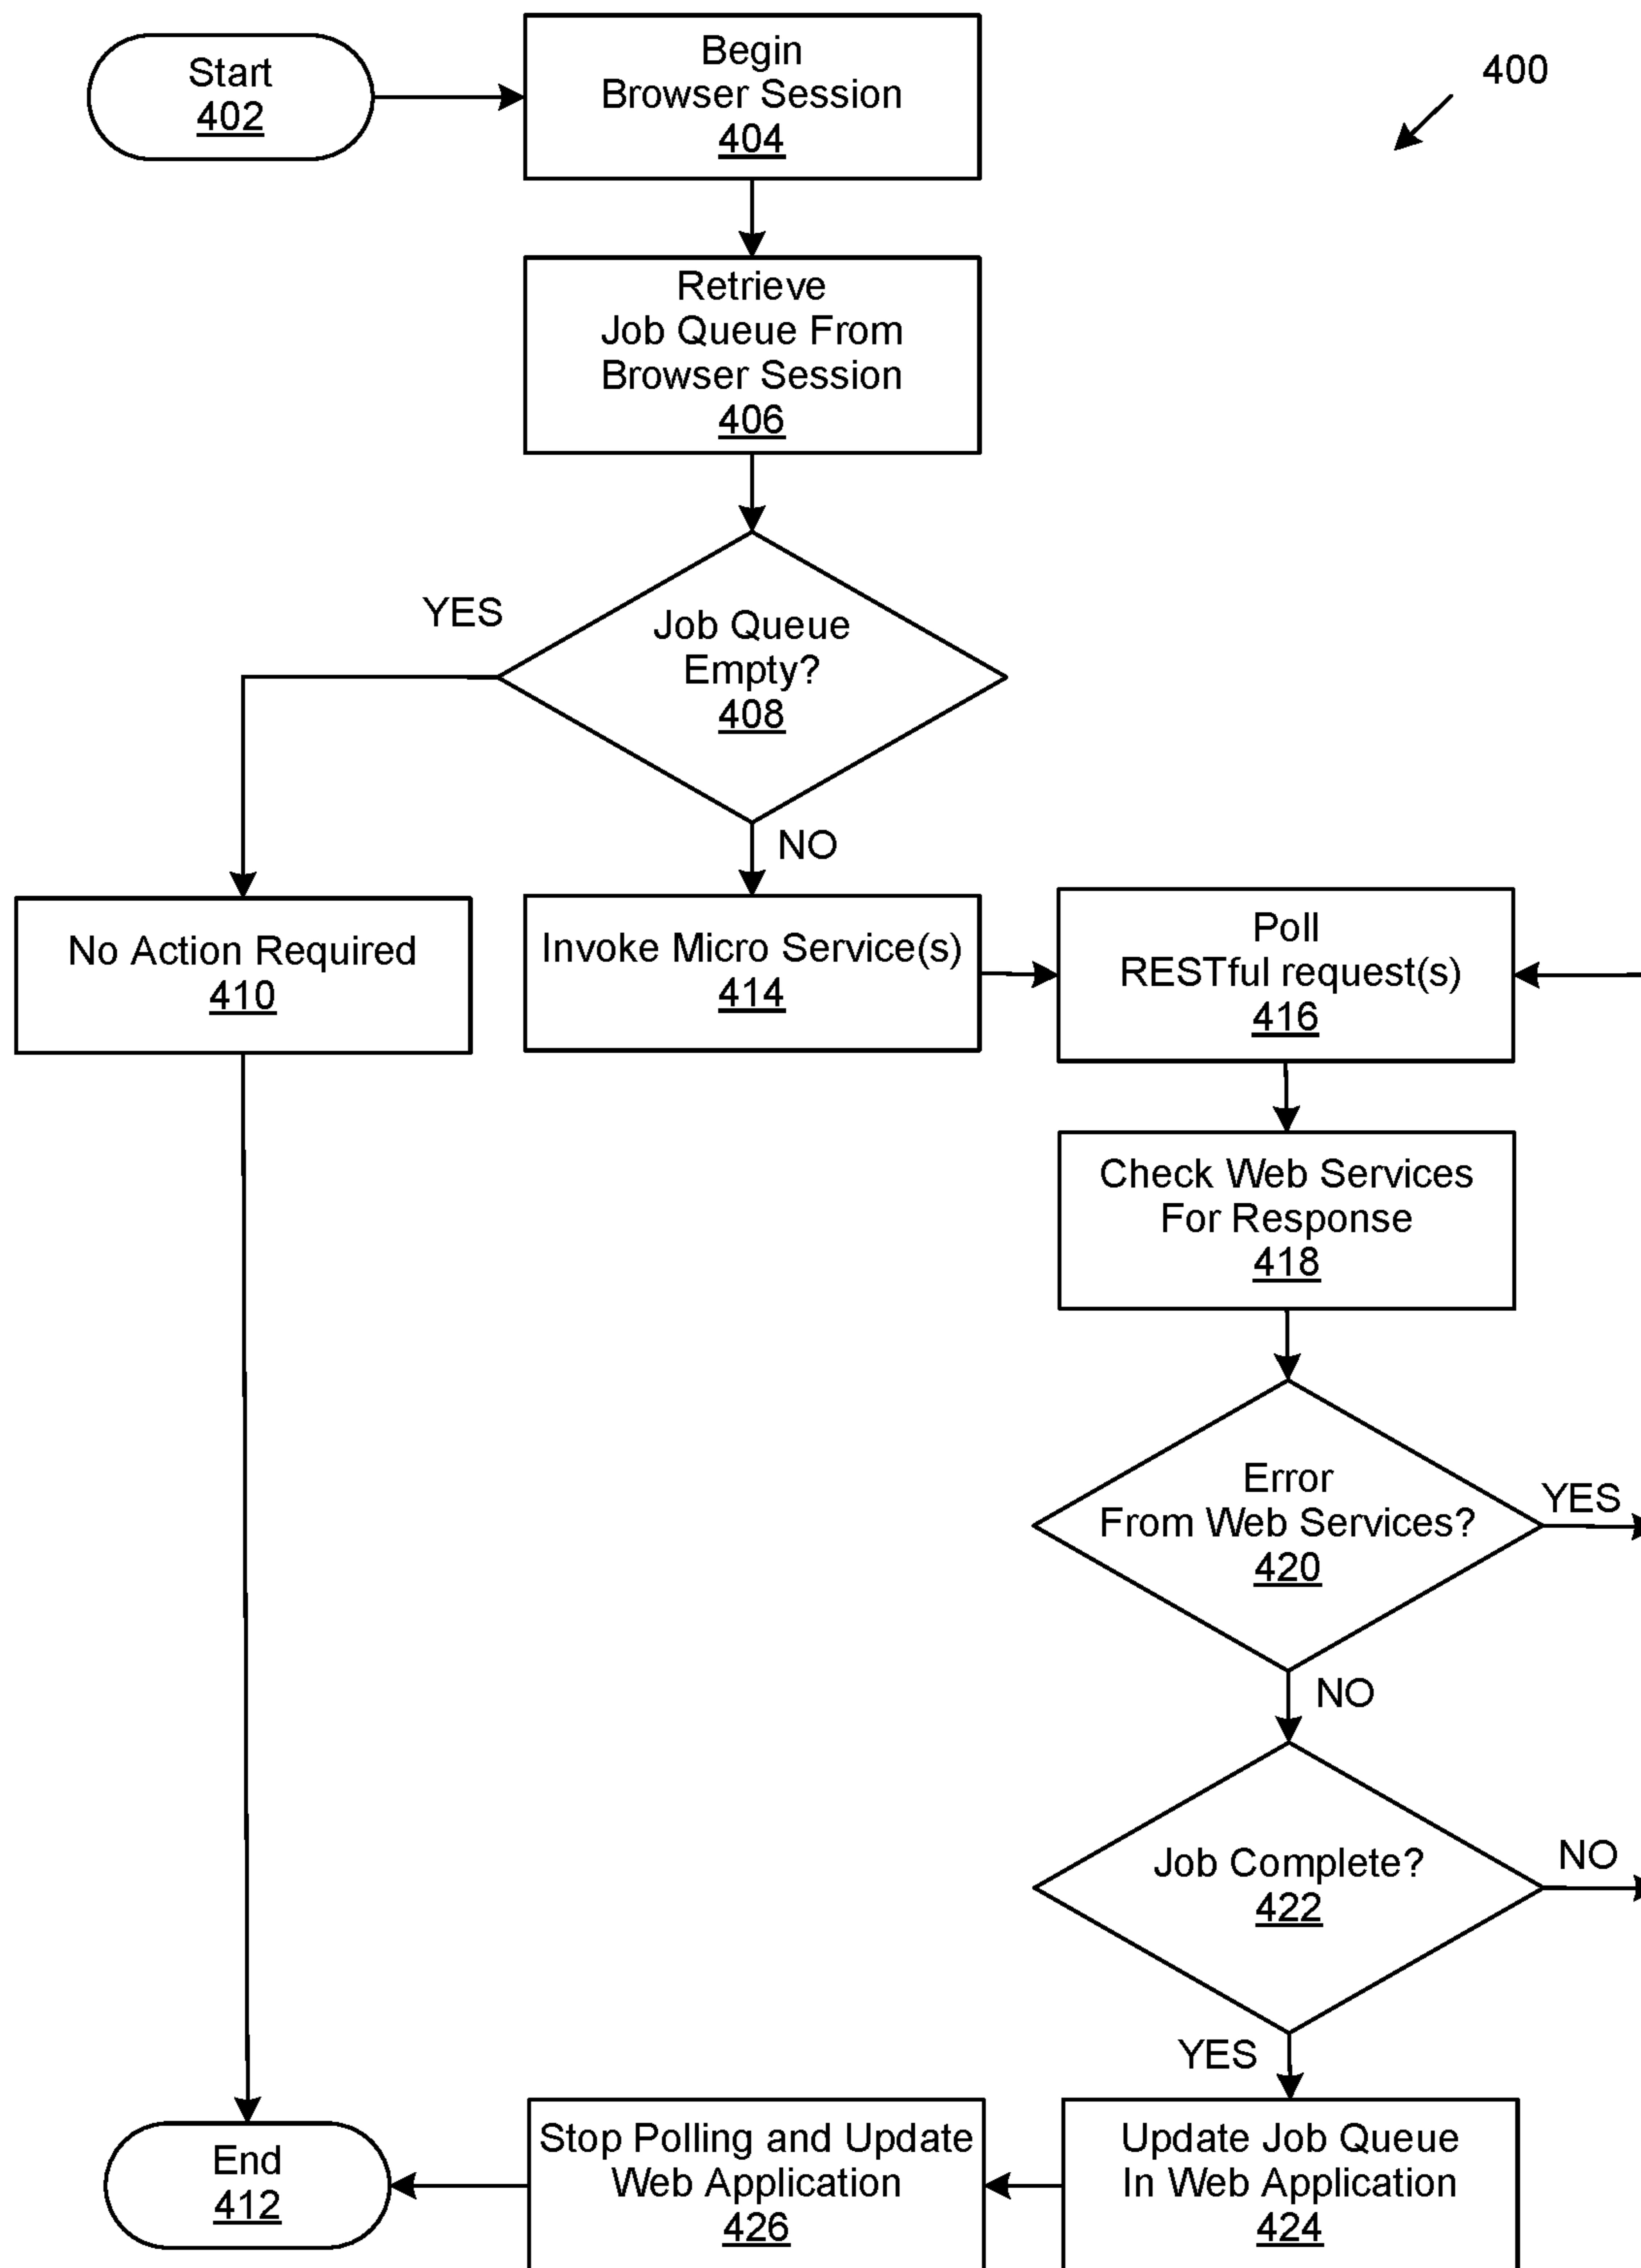 Start
402
Begin
Browser Session
404
400
Retrieve
Job Queue From
Browser Session
406
YES
Job Queue
Empty?
408
NO
No Action Required
410
Invoke Micro Service(s)
414
Poll
RESTful request(s)
416
Check Web Services
For Response
418
Error
From Web Services?
420
YES
NO
Job Complete?
422
NO
YES
End
412
Stop Polling and Update
Web Application
426
Update Job Queue
In Web Application
424